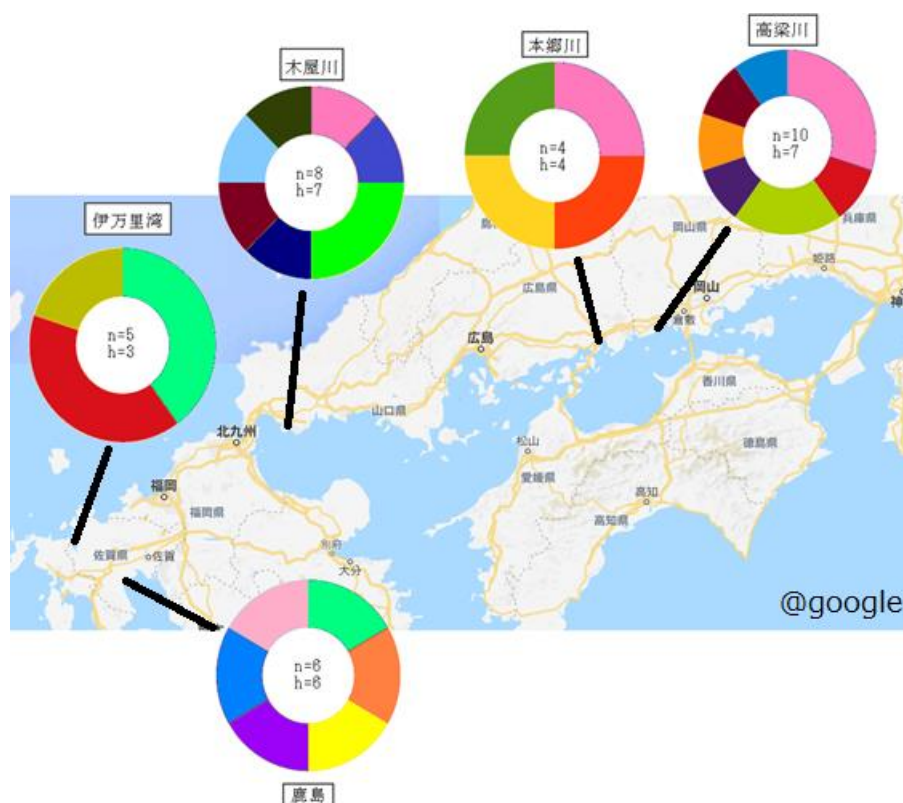 木屋川
本郷川
高梁川
n=8
h=7
n=4
h=4
n=10
h=7
伊万里湾
n=5
h=3
岡山県
兵庫県
姫路
岡山
倉敷
広島県
広島
香川県
山口県
北九州
松山
徳島県
愛媛県
高知
高知県
福岡
福岡県
佐賀県
佐賀
別府
大分
@google
n=6
h=6
鹿島